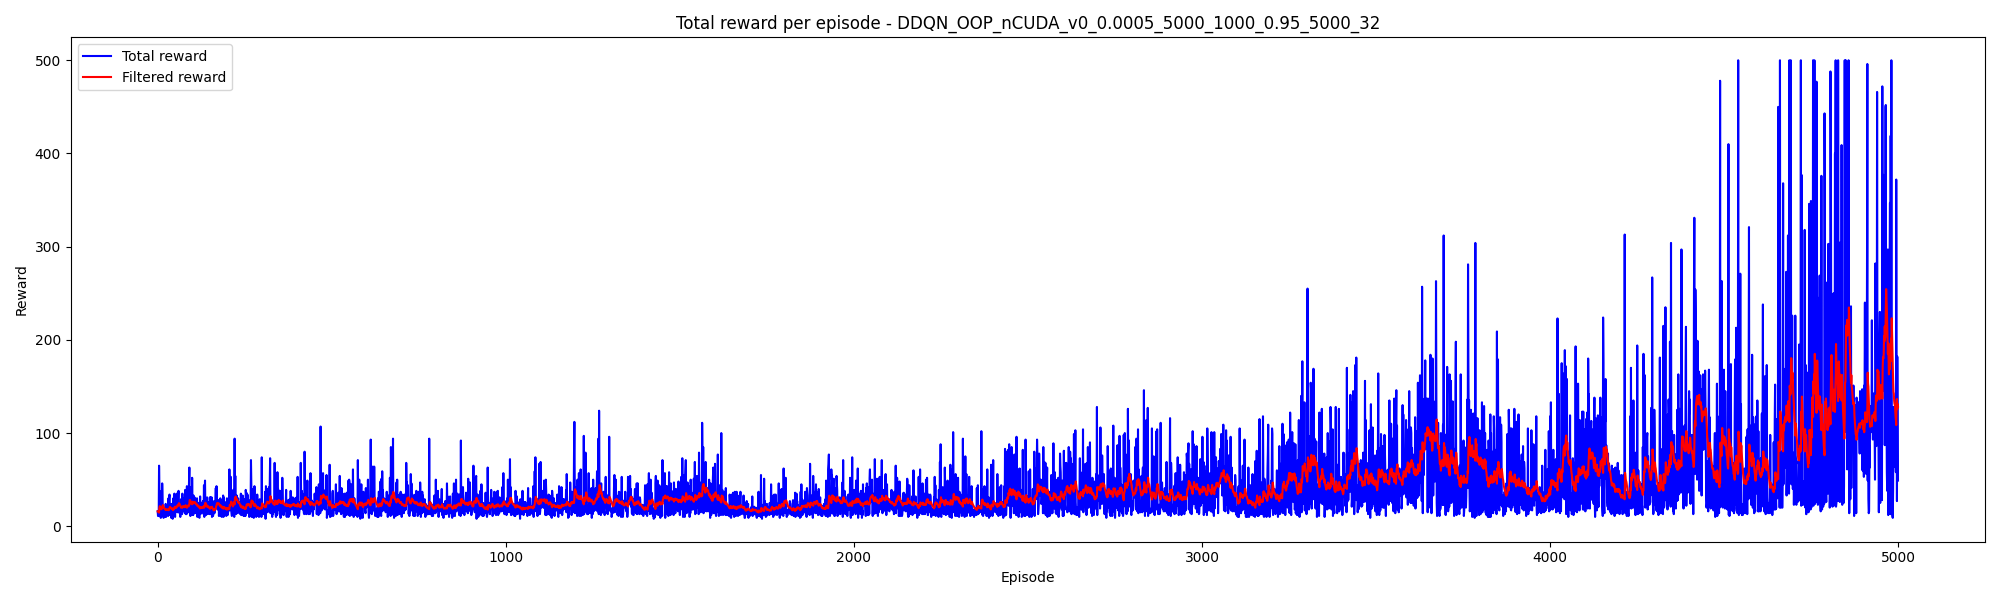 Total reward per episode - DDQN_OOP_nCUDA_v0_0.0005_5000_1000_0.95_5000_32
Total reward
Filtered reward
500
400
300
200
100
0
Reward
0 1000 2000 3000 4000 5000
Episode